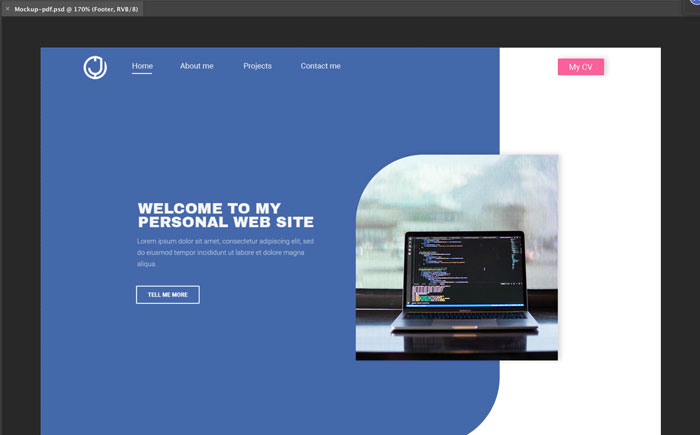 × Mockup-pdf.psd @ 170% (Footer, RVB/8)
Home About me Projects Contact me My CV
WELCOME TO MY
PERSONAL WEB SITE
Lorem ipsum dolor sit amet, consectetur adipiscing elit, sed
do eiusmod tempor incididunt ut labore et dolore magna
aliqua.
TELL ME MORE